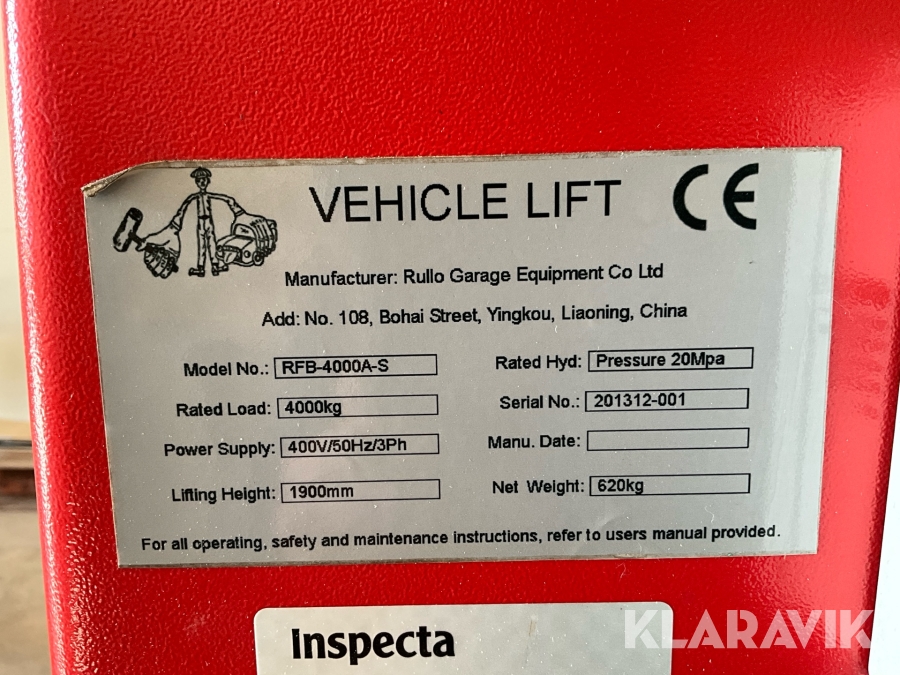 VEHICLE LIFT CE
Manufacturer: Rullo Garage Equipment Co Ltd
Add: No. 108, Bohai Street, Yingkou, Liaoning, China
Model No.: RFB-4000A-S Rated Hyd: Pressure 20Mpa
Rated Load: 4000kg Serial No.: 201312-001
Power Supply: 400V/50Hz/3Ph Manu. Date:
Lifting Height: 1900mm Net Weight: 620kg
For all operating, safety and maintenance instructions, refer to users manual provided.
Inspecta
KLARAVIK